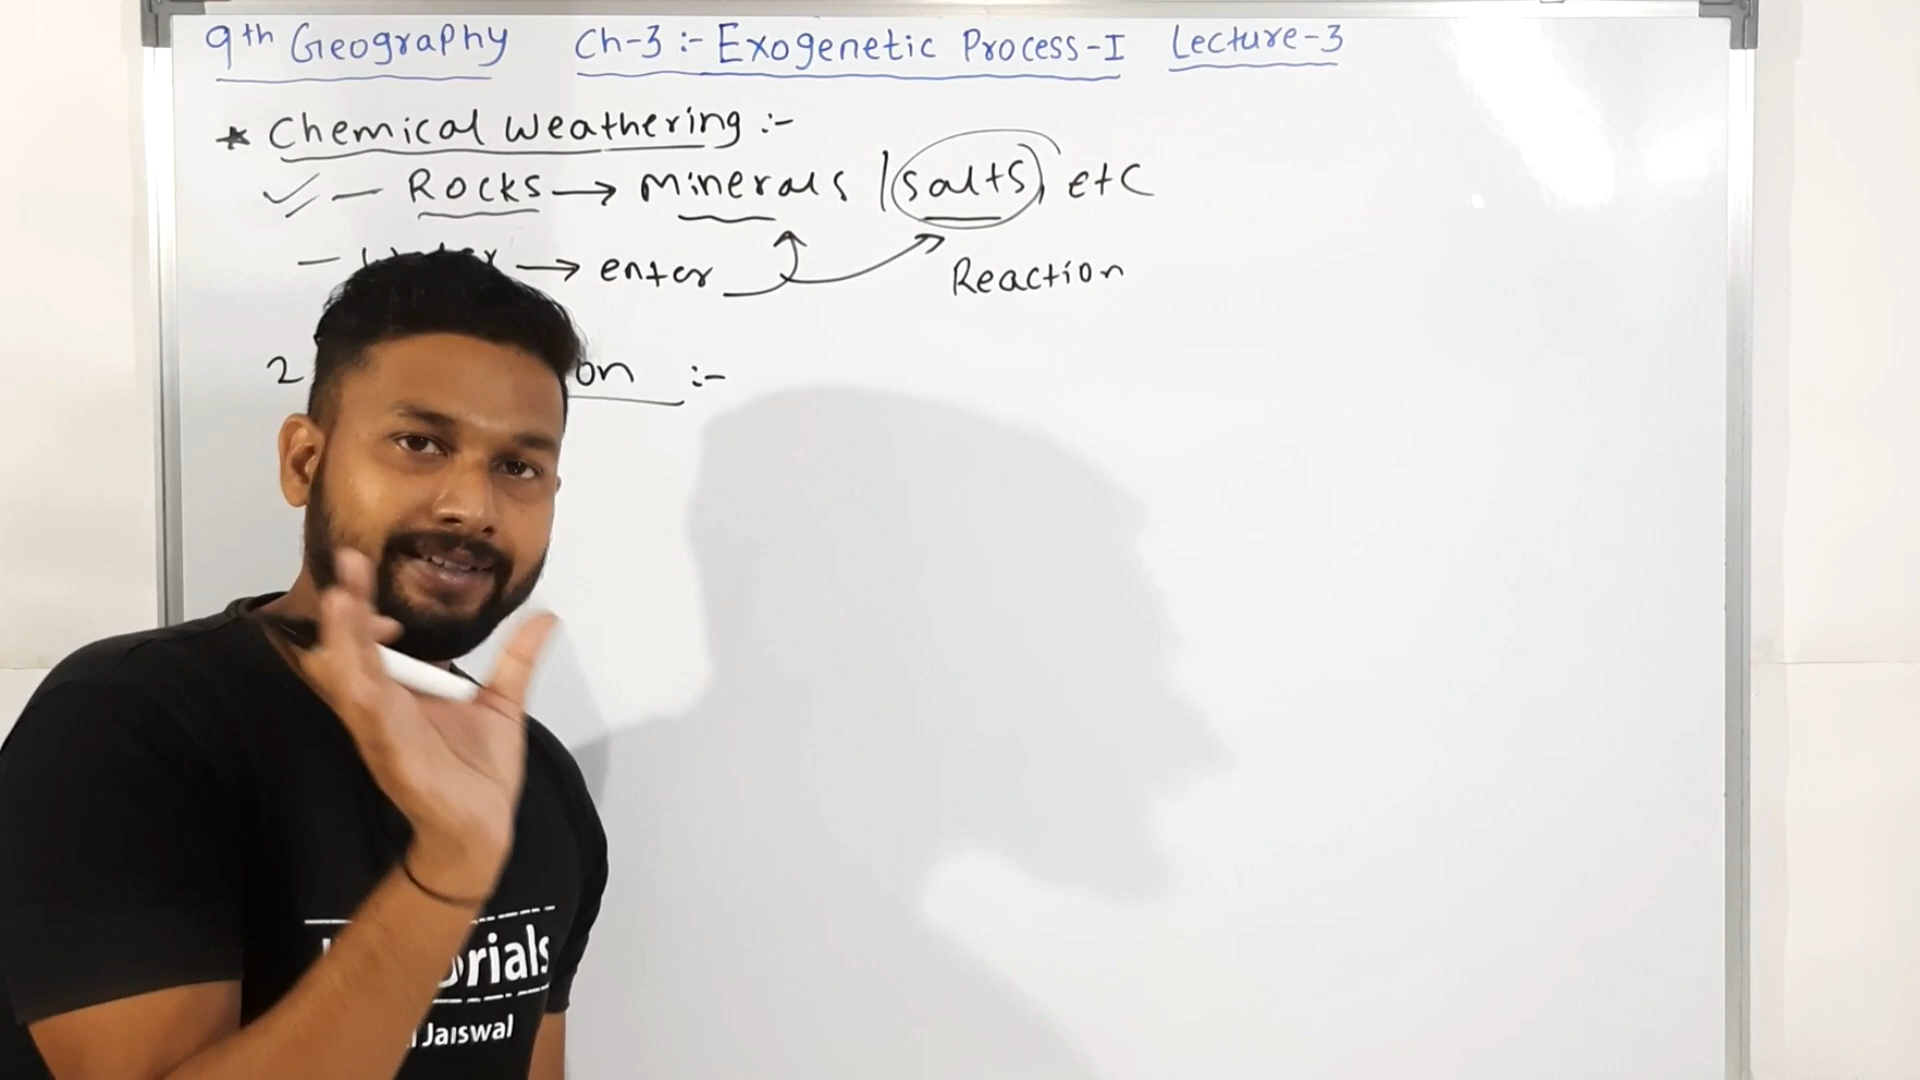 9th Geography Ch-3 :- Exogenetic Process-I Lecture-3
* Chemical Weathering :-
✓ - Rocks → minerals | salts, etc
- → enter
Reaction
2 on :-
orials
Jaiswal